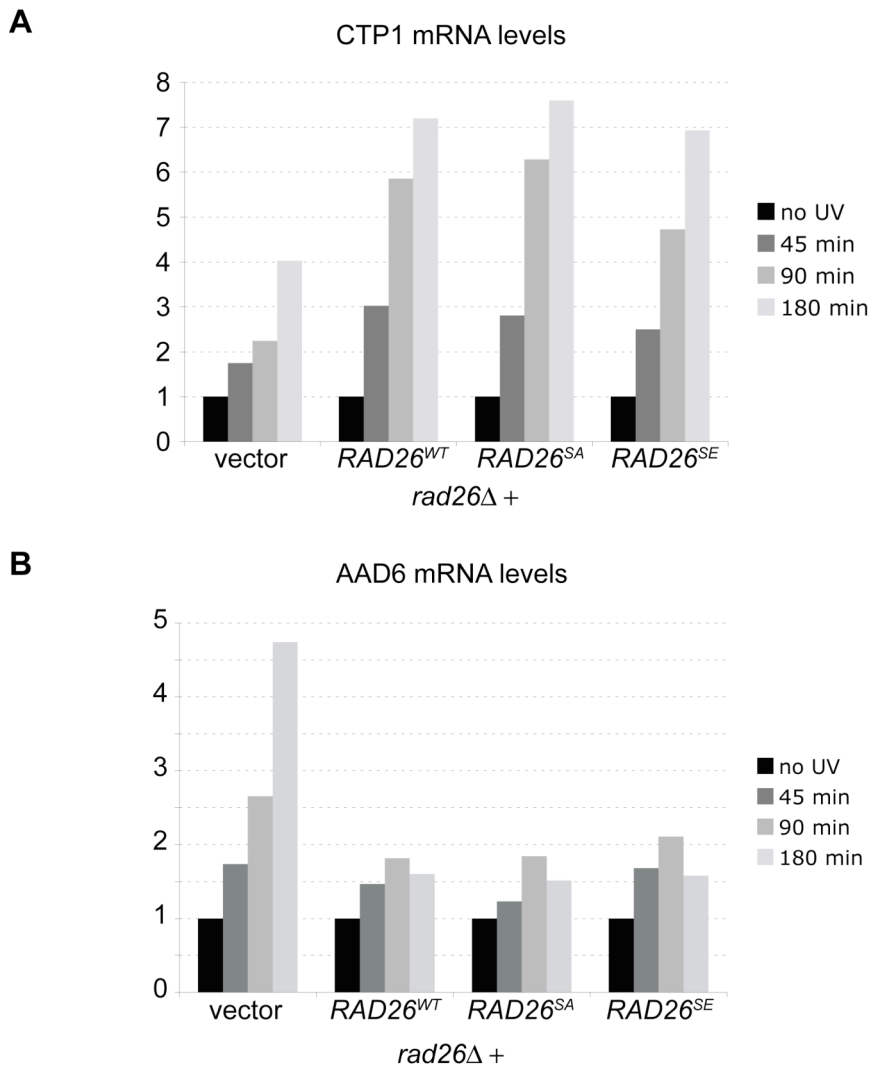 A
CTP1 mRNA levels
8
7
6
5
4
3
2
1
0
no UV
45 min
90 min
180 min
vector RAD26WT RAD26SA RAD26SE
rad26Δ +
B
AAD6 mRNA levels
5
4
3
2
1
0
no UV
45 min
90 min
180 min
vector RAD26WT RAD26SA RAD26SE
rad26Δ +